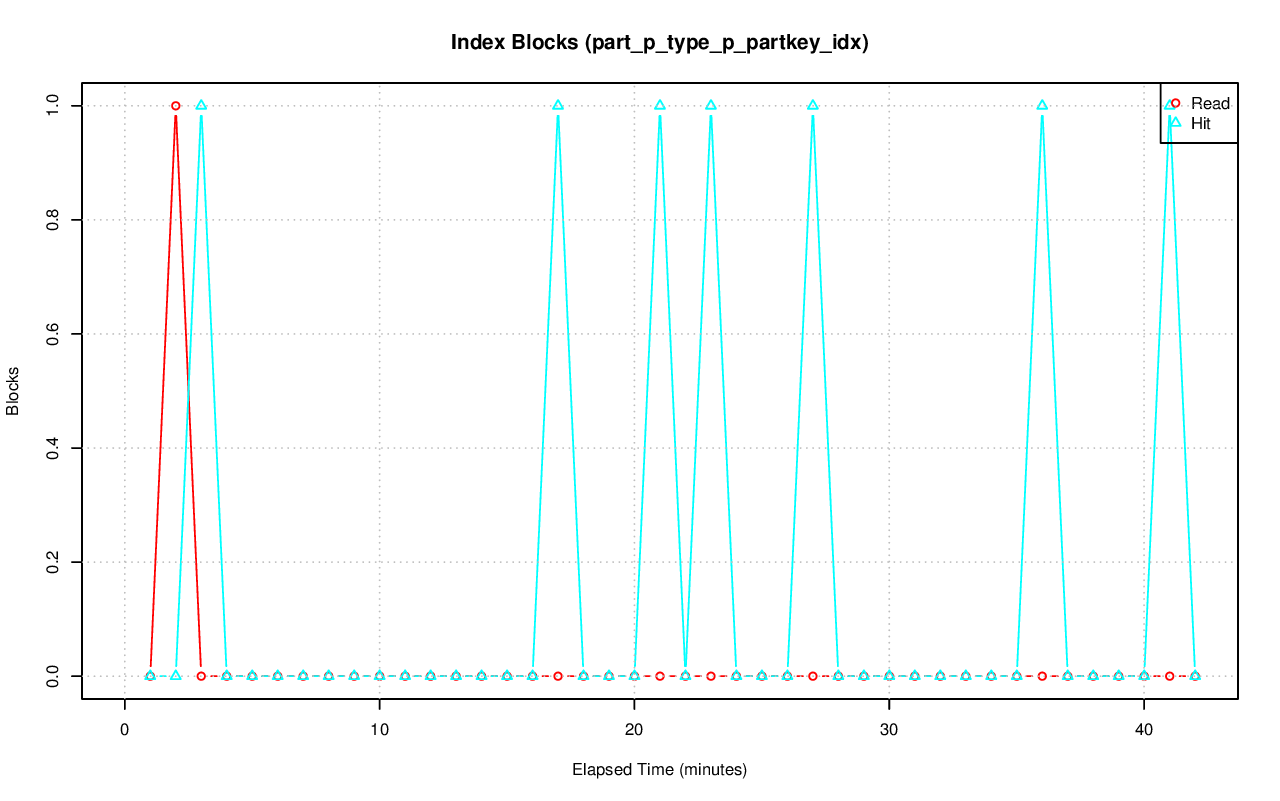 Index Blocks (part_p_type_p_partkey_idx)
Read
Hit
Blocks
1.0
0.8
0.6
0.4
0.2
0.0
0 10 20 30 40
Elapsed Time (minutes)